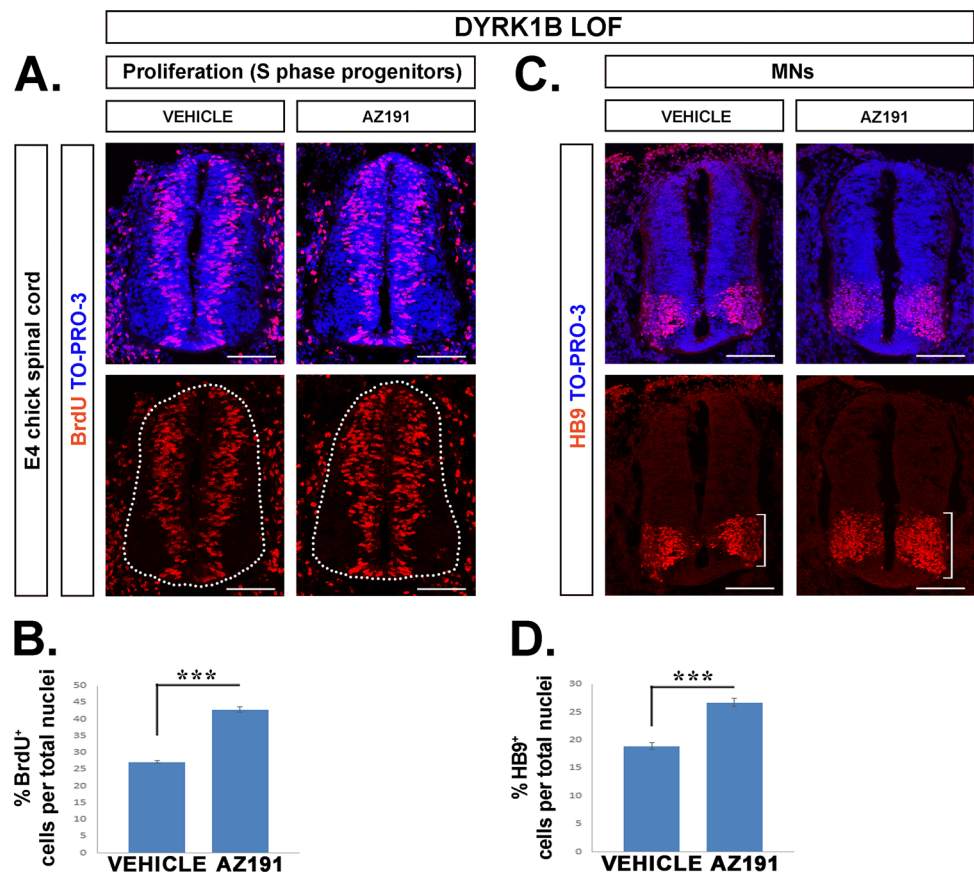 DYRK1B LOF
A.
Proliferation (S phase progenitors)
VEHICLE
AZ191
E4 chick spinal cord
BrdU TO-PRO-3
C.
MNs
VEHICLE
AZ191
HB9 TO-PRO-3
B.
% BrdU⁺
cells per total nuclei
50
45
40
35
30
25
20
15
10
5
0
***
VEHICLE
AZ191
D.
% HB9⁺
cells per total nuclei
30
25
20
15
10
5
0
***
VEHICLE
AZ191